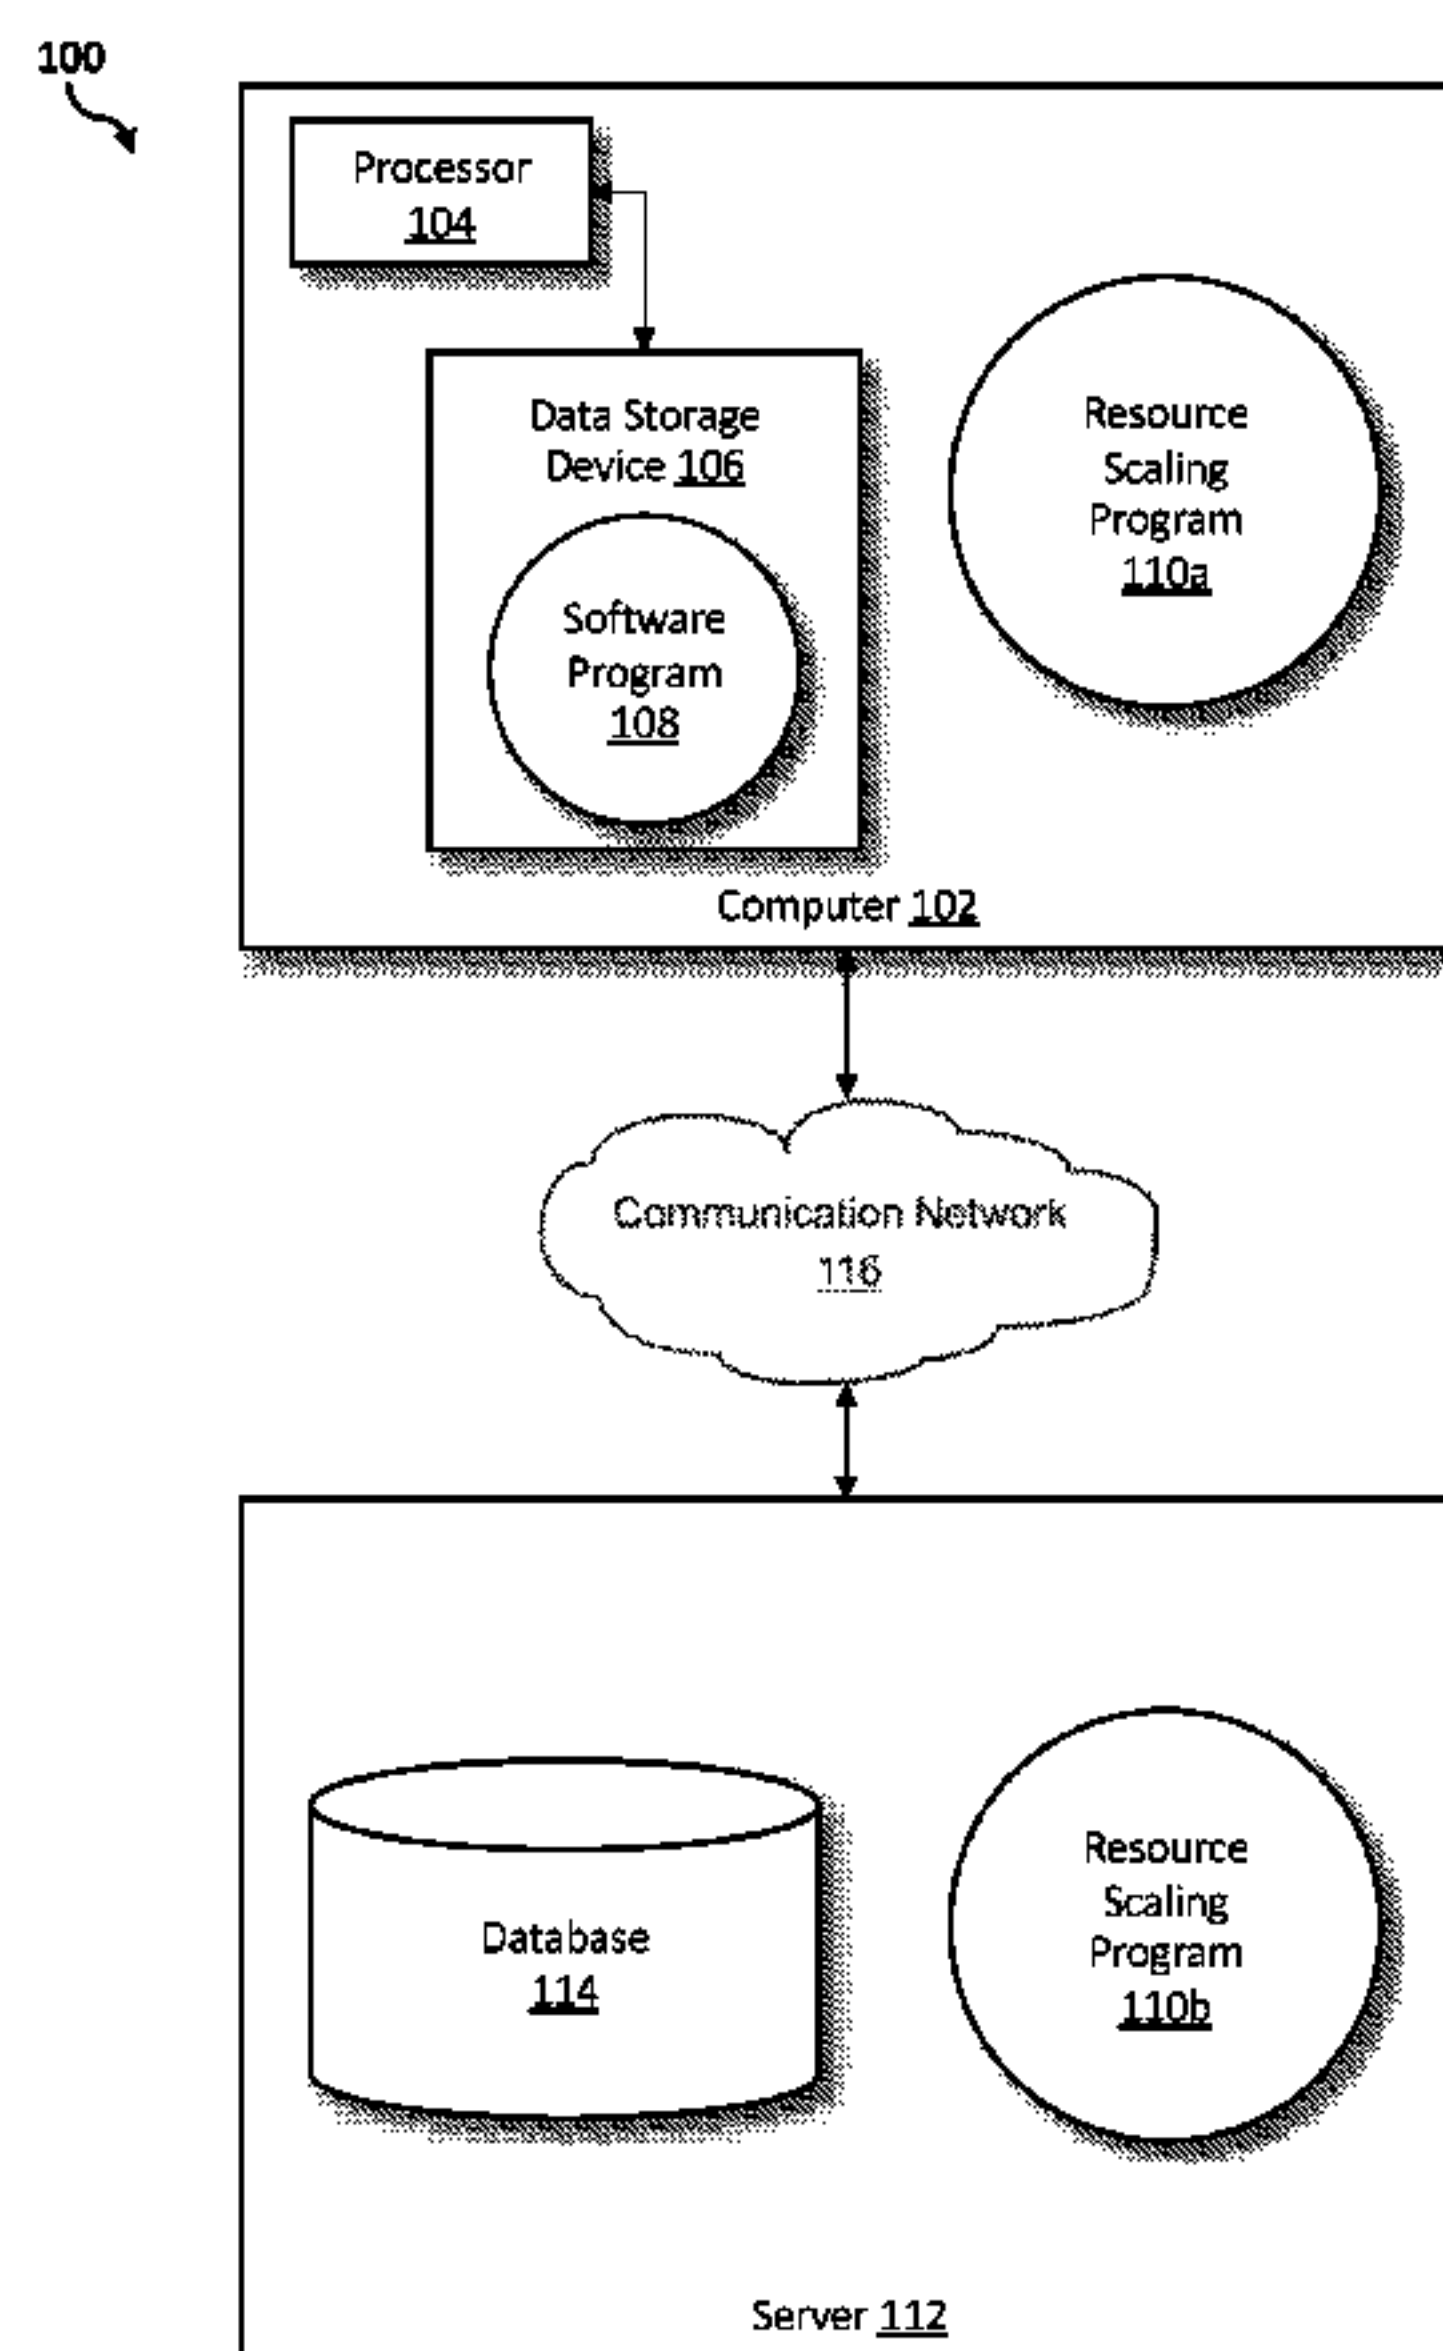 100
Processor
104
Data Storage
Device 106
Software
Program
108
Resource
Scaling
Program
110a
Computer 102
Communication Network
116
Database
114
Resource
Scaling
Program
110b
Server 112